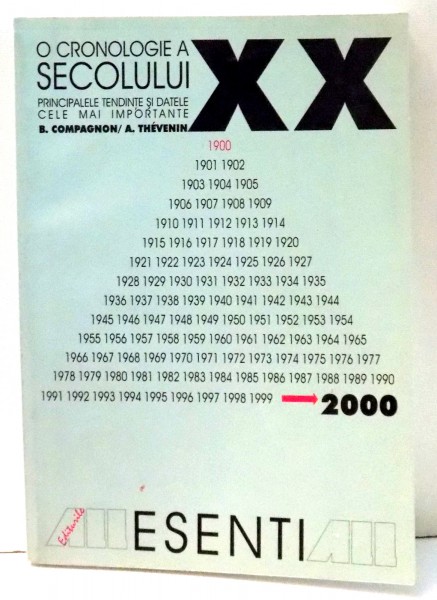 O CRONOLOGIE A
SECOLULUI
XX
PRINCIPALELE TENDINTE ŞI DATELE
CELE MAI IMPORTANTE
B. COMPAGNON/ A. THÉVENIN
1900
1901 1902
1903 1904 1905
1906 1907 1908 1909
1910 1911 1912 1913 1914
1915 1916 1917 1918 1919 1920
1921 1922 1923 1924 1925 1926 1927
1928 1929 1930 1931 1932 1933 1934 1935
1936 1937 1938 1939 1940 1941 1942 1943 1944
1945 1946 1947 1948 1949 1950 1951 1952 1953 1954
1955 1956 1957 1958 1959 1960 1961 1962 1963 1964 1965
1966 1967 1968 1969 1970 1971 1972 1973 1974 1975 1976 1977
1978 1979 1980 1981 1982 1983 1984 1985 1986 1987 1988 1989 1990
1991 1992 1993 1994 1995 1996 1997 1998 1999 2000
Editurile ALL ESENTIALL